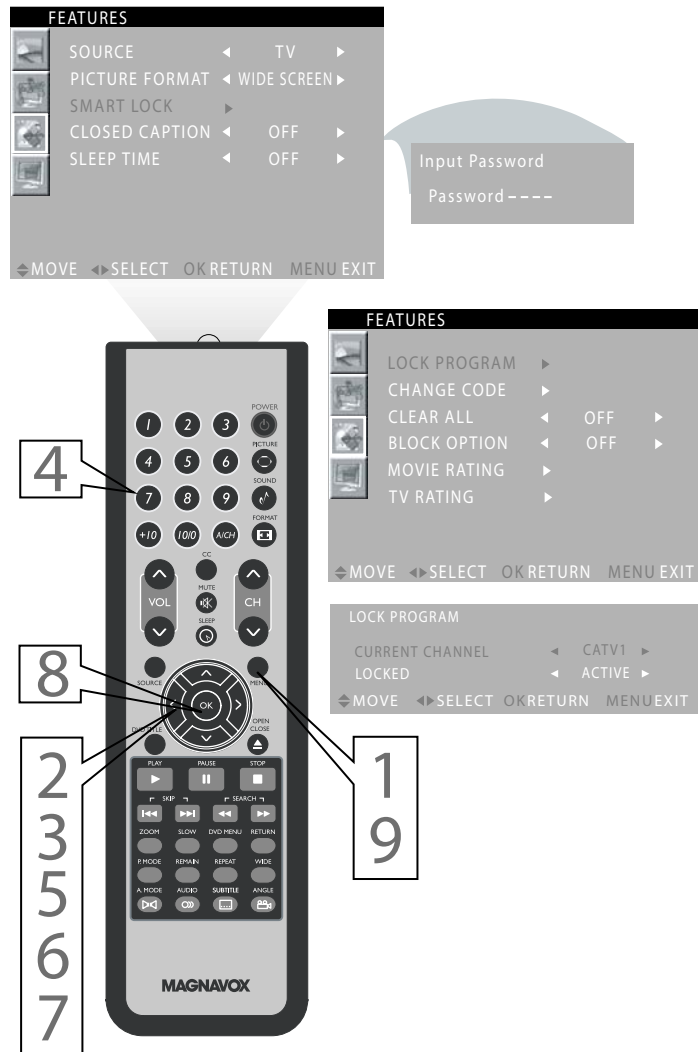 FEATURES
SOURCE ◄ TV ►
PICTURE FORMAT ◄ WIDE SCREEN ►
SMART LOCK ►
CLOSED CAPTION ◄ OFF ►
SLEEP TIME ◄ OFF ►
MOVE SELECT OK RETURN MENU EXIT
Input Password
Password – – – –
FEATURES
LOCK PROGRAM ►
CHANGE CODE ►
CLEAR ALL ◄ OFF ►
BLOCK OPTION ◄ OFF ►
MOVIE RATING ►
TV RATING ►
MOVE SELECT OK RETURN MENU EXIT
LOCK PROGRAM
CURRENT CHANNEL ◄ CATV1 ►
LOCKED ◄ ACTIVE ►
MOVE SELECT OKRETURN MENUEXIT
POWER
1 2 3
PICTURE
4 5 6
SOUND
7 8 9
FORMAT
+10 10/0 A/CH
CC
VOL MUTE CH
SLEEP
SOURCE MENU
OK
DVD TITLE
OPEN
CLOSE
PLAY PAUSE STOP
SKIP SEARCH
ZOOM SLOW DVD MENU RETURN
P. MODE REMAIN REPEAT WIDE
A. MODE AUDIO SUBTITLE ANGLE
MAGNAVOX
4
8
2
3
5
6
7
1
9